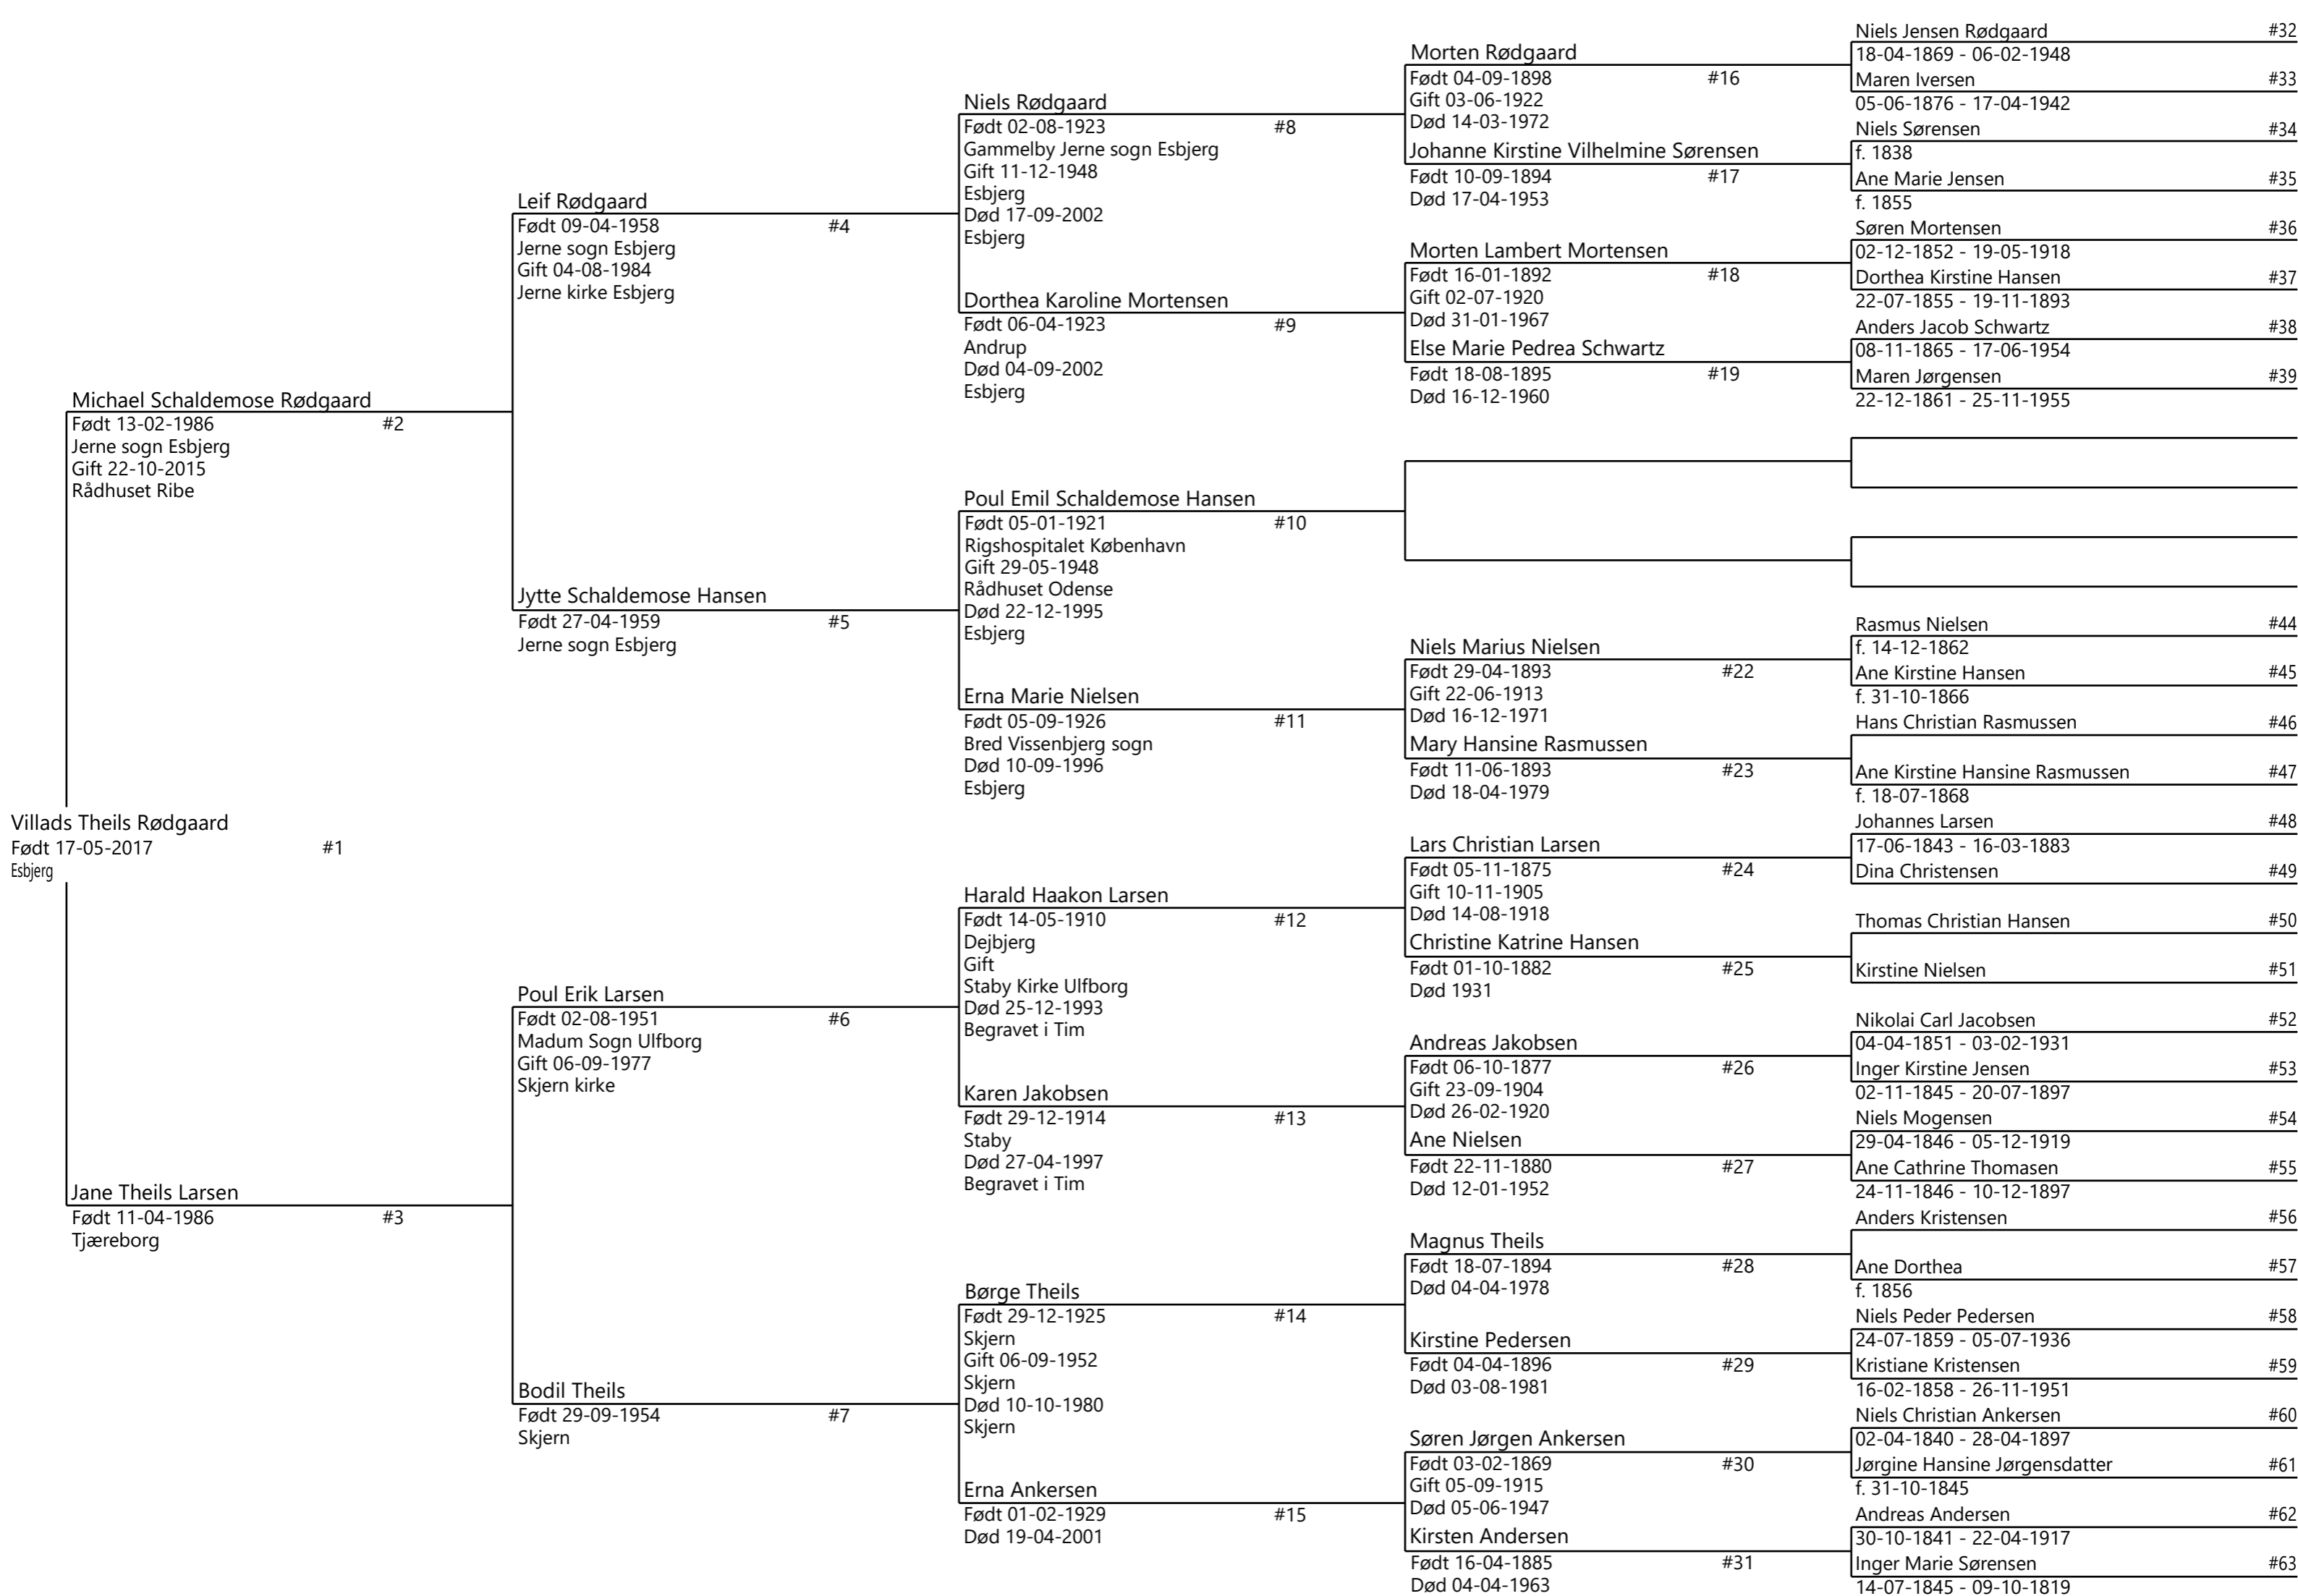 Villads Theils Rødgaard
Født 17-05-2017 #1
Esbjerg
Michael Schaldemose Rødgaard
Født 13-02-1986 #2
Jerne sogn Esbjerg
Gift 22-10-2015
Rådhuset Ribe
Jane Theils Larsen
Født 11-04-1986 #3
Tjæreborg
Leif Rødgaard
Født 09-04-1958 #4
Jerne sogn Esbjerg
Gift 04-08-1984
Jerne kirke Esbjerg
Jytte Schaldemose Hansen
Født 27-04-1959 #5
Jerne sogn Esbjerg
Poul Erik Larsen
Født 02-08-1951 #6
Madum Sogn Ulfborg
Gift 06-09-1977
Skjern kirke
Bodil Theils
Født 29-09-1954 #7
Skjern
Niels Rødgaard
Født 02-08-1923 #8
Gammelby Jerne sogn Esbjerg
Gift 11-12-1948
Esbjerg
Død 17-09-2002
Esbjerg
Dorthea Karoline Mortensen
Født 06-04-1923 #9
Andrup
Død 04-09-2002
Esbjerg
Poul Emil Schaldemose Hansen
Født 05-01-1921 #10
Rigshospitalet København
Gift 29-05-1948
Rådhuset Odense
Død 22-12-1995
Esbjerg
Erna Marie Nielsen
Født 05-09-1926 #11
Bred Vissenbjerg sogn
Død 10-09-1996
Esbjerg
Harald Haakon Larsen
Født 14-05-1910 #12
Dejbjerg
Gift
Staby Kirke Ulfborg
Død 25-12-1993
Begravet i Tim
Karen Jakobsen
Født 29-12-1914 #13
Staby
Død 27-04-1997
Begravet i Tim
Børge Theils
Født 29-12-1925 #14
Skjern
Gift 06-09-1952
Skjern
Død 10-10-1980
Skjern
Erna Ankersen
Født 01-02-1929 #15
Død 19-04-2001
Morten Rødgaard
Født 04-09-1898 #16
Gift 03-06-1922
Død 14-03-1972
Johanne Kirstine Vilhelmine Sørensen
Født 10-09-1894 #17
Død 17-04-1953
Morten Lambert Mortensen
Født 16-01-1892 #18
Gift 02-07-1920
Død 31-01-1967
Else Marie Pedrea Schwartz
Født 18-08-1895 #19
Død 16-12-1960
Niels Marius Nielsen
Født 29-04-1893 #22
Gift 22-06-1913
Død 16-12-1971
Mary Hansine Rasmussen
Født 11-06-1893 #23
Død 18-04-1979
Lars Christian Larsen
Født 05-11-1875 #24
Gift 10-11-1905
Død 14-08-1918
Christine Katrine Hansen
Født 01-10-1882 #25
Død 1931
Andreas Jakobsen
Født 06-10-1877 #26
Gift 23-09-1904
Død 26-02-1920
Ane Nielsen
Født 22-11-1880 #27
Død 12-01-1952
Magnus Theils
Født 18-07-1894 #28
Død 04-04-1978
Kirstine Pedersen
Født 04-04-1896 #29
Død 03-08-1981
Søren Jørgen Ankersen
Født 03-02-1869 #30
Gift 05-09-1915
Død 05-06-1947
Kirsten Andersen
Født 16-04-1885 #31
Død 04-04-1963
Niels Jensen Rødgaard #32
18-04-1869 - 06-02-1948
Maren Iversen #33
05-06-1876 - 17-04-1942
Niels Sørensen #34
f. 1838
Ane Marie Jensen #35
f. 1855
Søren Mortensen #36
02-12-1852 - 19-05-1918
Dorthea Kirstine Hansen #37
22-07-1855 - 19-11-1893
Anders Jacob Schwartz #38
08-11-1865 - 17-06-1954
Maren Jørgensen #39
22-12-1861 - 25-11-1955
Rasmus Nielsen #44
f. 14-12-1862
Ane Kirstine Hansen #45
f. 31-10-1866
Hans Christian Rasmussen #46
Ane Kirstine Hansine Rasmussen #47
f. 18-07-1868
Johannes Larsen #48
17-06-1843 - 16-03-1883
Dina Christensen #49
Thomas Christian Hansen #50
Kirstine Nielsen #51
Nikolai Carl Jacobsen #52
04-04-1851 - 03-02-1931
Inger Kirstine Jensen #53
02-11-1845 - 20-07-1897
Niels Mogensen #54
29-04-1846 - 05-12-1919
Ane Cathrine Thomasen #55
24-11-1846 - 10-12-1897
Anders Kristensen #56
Ane Dorthea #57
f. 1856
Niels Peder Pedersen #58
24-07-1859 - 05-07-1936
Kristiane Kristensen #59
16-02-1858 - 26-11-1951
Niels Christian Ankersen #60
02-04-1840 - 28-04-1897
Jørgine Hansine Jørgensdatter #61
f. 31-10-1845
Andreas Andersen #62
30-10-1841 - 22-04-1917
Inger Marie Sørensen #63
14-07-1845 - 09-10-1819